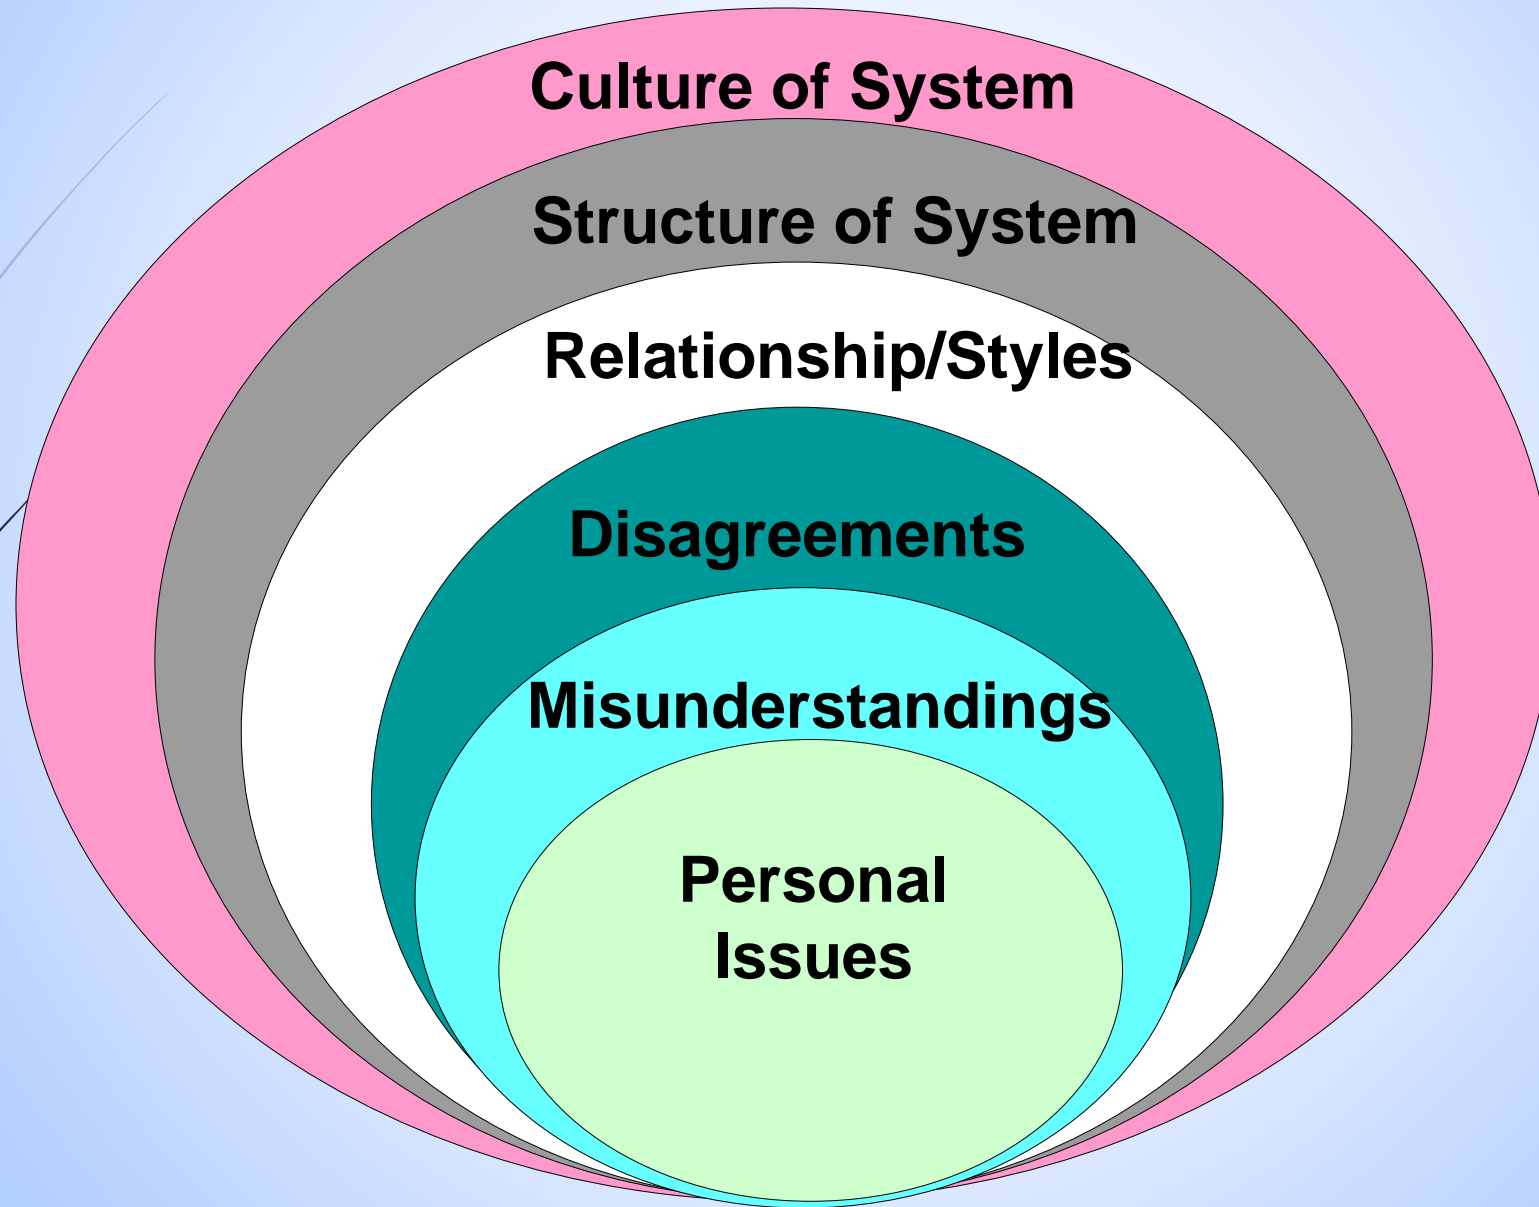 Culture of System
Structure of System
Relationship/Styles
Disagreements
Misunderstandings
Personal
Issues